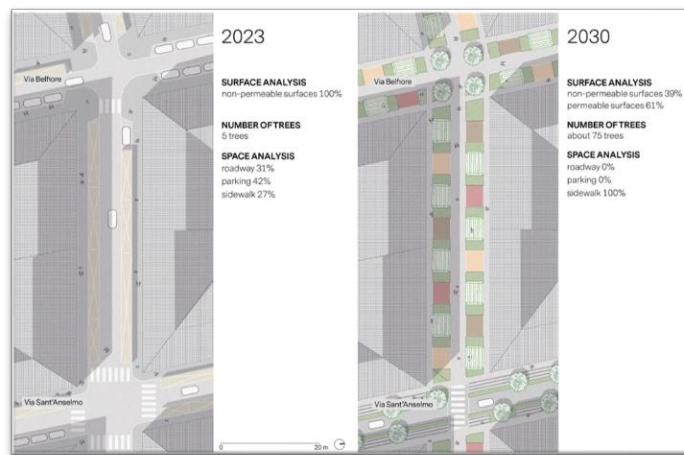 2023
Via Belfiore
SURFACE ANALYSIS
non-permeable surfaces 100%
NUMBER OF TREES
5 trees
SPACE ANALYSIS
roadway 31%
parking 42%
sidewalk 27%
Via Sant'Anselmo
0
20 m
2030
Via Belfiore
SURFACE ANALYSIS
non-permeable surfaces 39%
permeable surfaces 61%
NUMBER OF TREES
about 75 trees
SPACE ANALYSIS
roadway 0%
parking 0%
sidewalk 100%
Via Sant'Anselmo